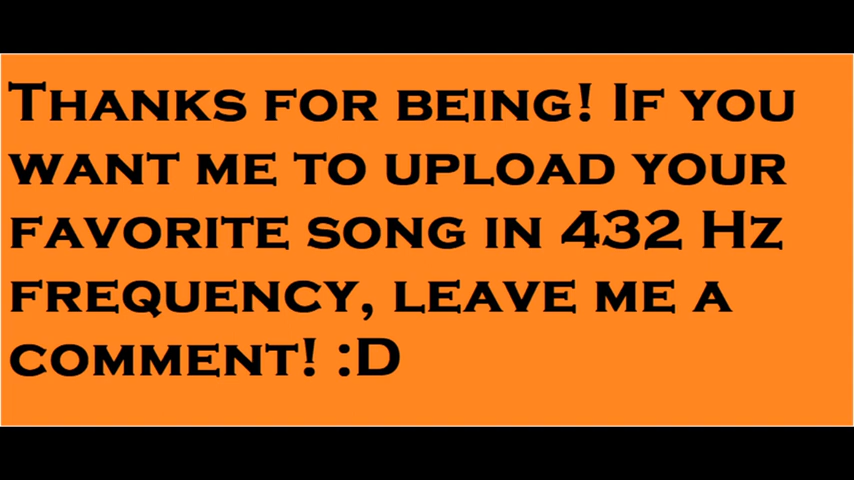 Thanks for being! If you
want me to upload your
favorite song in 432 Hz
frequency, leave me a
comment! :D